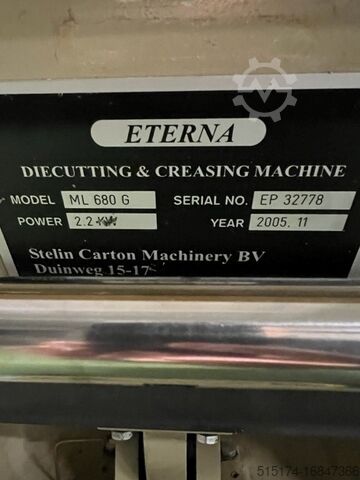 ETERNA
DIECUTTING & CREASING MACHINE
MODEL ML 680 G SERIAL NO. EP 32778
POWER 2.2 KW YEAR 2005. 11
Stelin Carton Machinery BV
Duinweg 15-17
515174-16847366